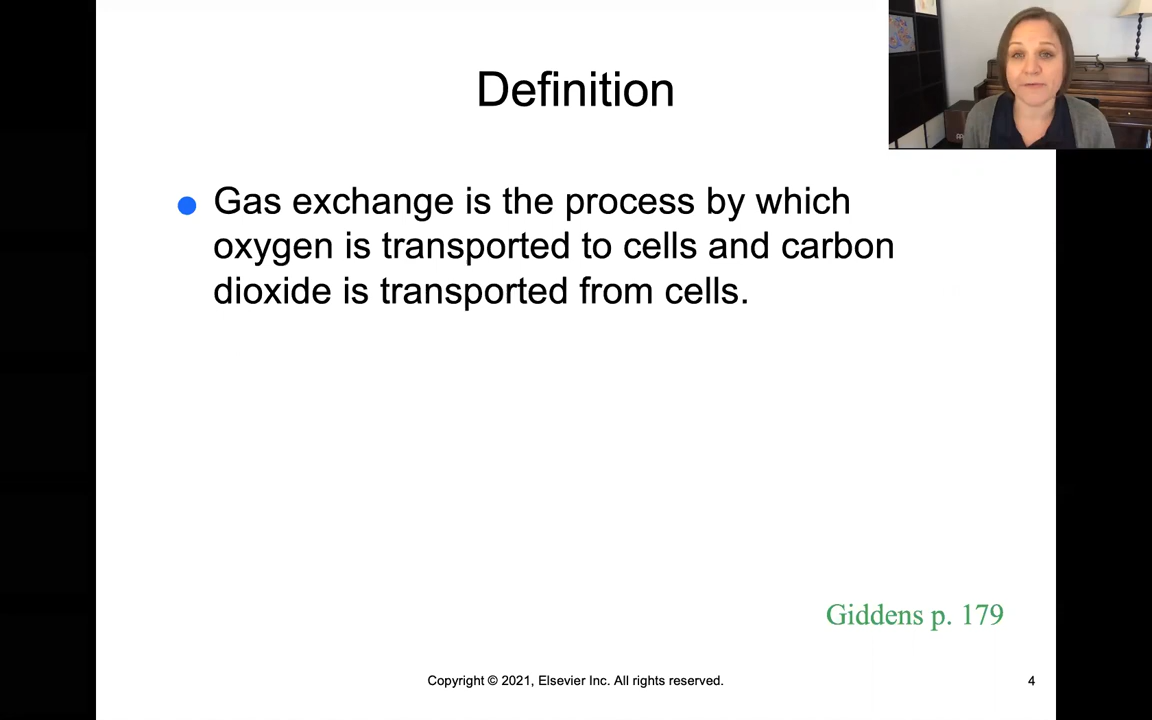 Definition
Gas exchange is the process by which
oxygen is transported to cells and carbon
dioxide is transported from cells.
Giddens p. 179
Copyright © 2021, Elsevier Inc. All rights reserved.
4